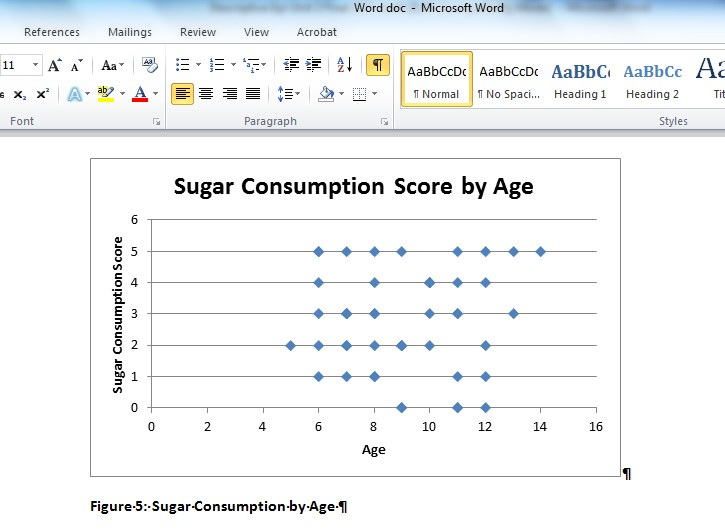 Word doc - Microsoft Word
References Mailings Review View Acrobat
11 A A Aa
AaBbCcDc AaBbCcDc AaBbC AaBbCc Aa
¶ Normal ¶ No Spaci... Heading 1 Heading 2 Tit
Font Paragraph Styles
Sugar Consumption Score by Age
Sugar Consumption Score
6
5
4
3
2
1
0
0 2 4 6 8 10 12 14 16
Age
¶
Figure·5:·Sugar·Consumption·by·Age·¶